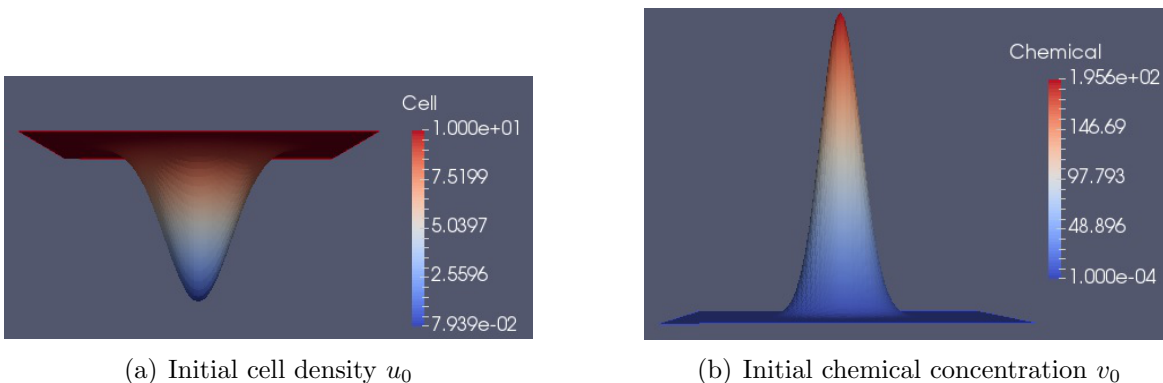 Cell
1.000e+01
7.5199
5.0397
2.5596
7.939e-02
(a) Initial cell density u₀
Chemical
1.956e+02
146.69
97.793
48.896
1.000e-04
(b) Initial chemical concentration v₀